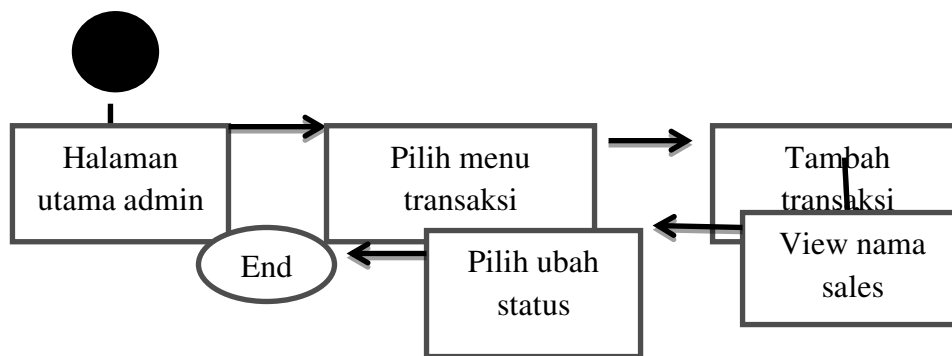 Halaman
utama admin
Pilih menu
transaksi
Tambah
transaksi
View nama
sales
Pilih ubah
status
End